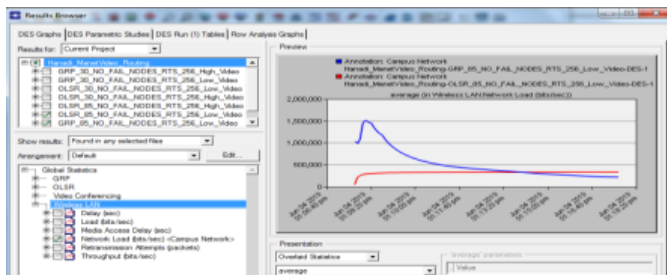 Results Browser
DES Graphs | DES Parametric Studies | DES Run (1) Tables | Row Analysis Graphs
Results for: Current Project
Hanadi_ManetVideo_Routing
GRP_30_NO_FAIL_NODES_RTS_256_High_Video
GRP_30_NO_FAIL_NODES_RTS_256_Low_Video
OLSR_30_NO_FAIL_NODES_RTS_256_Low_Video
OLSR_30_NO_FAIL_NODES_RTS_256_High_Video
OLSR_85_NO_FAIL_NODES_RTS_256_High_Video
OLSR_85_NO_FAIL_NODES_RTS_256_Low_Video
GRP_85_NO_FAIL_NODES_RTS_256_Low_Video
Show results: Found in any selected files
Arrangement: Default
Edit...
Global Statistics
GRP
OLSR
Video Conferencing
Wireless LAN
Delay (sec)
Load (bits/sec)
Media Access Delay (sec)
Network Load (bits/sec) <Campus Network>
Retransmission Attempts (packets)
Throughput (bits/sec)
Preview
Annotation: Campus Network
Hanadi_ManetVideo_Routing-GRP_85_NO_FAIL_NODES_RTS_256_Low_Video-DES-1
Annotation: Campus Network
Hanadi_ManetVideo_Routing-OLSR_85_NO_FAIL_NODES_RTS_256_Low_Video-DES-1
average (in Wireless LAN.Network Load (bits/sec))
2,000,000
1,500,000
1,000,000
500,000
0
Presentation
Overlaid Statistics
average
'average' parameters
Value